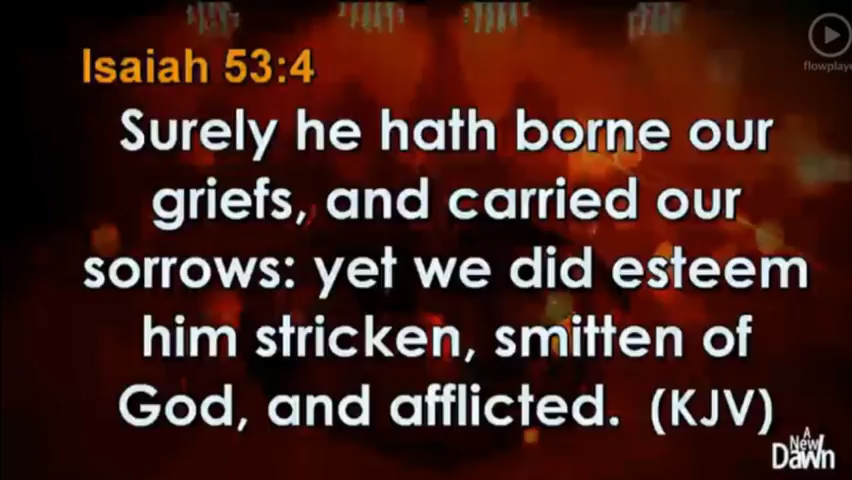 Isaiah 53:4
Surely he hath borne our
griefs, and carried our
sorrows: yet we did esteem
him stricken, smitten of
God, and afflicted. (KJV)
flowplaye
A
New
Dawn